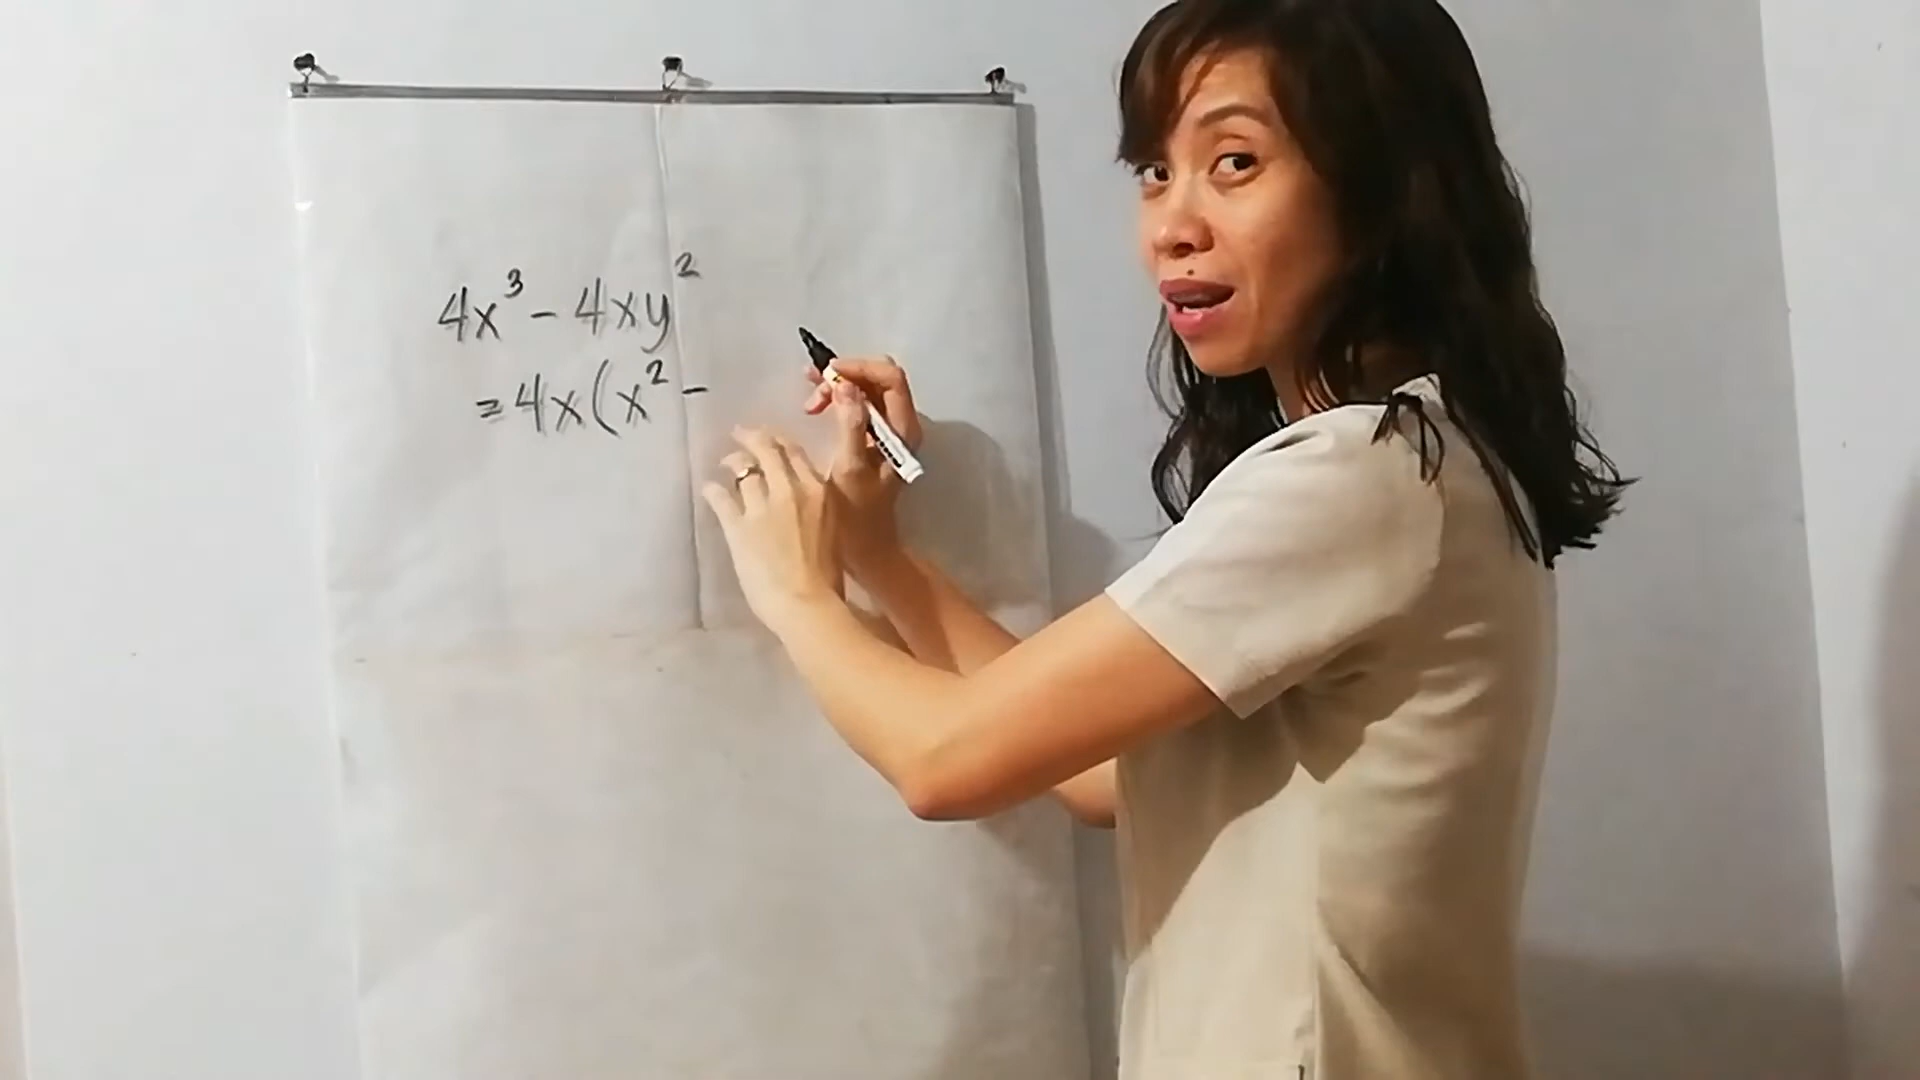 4x³ - 4xy²
= 4x(x² -